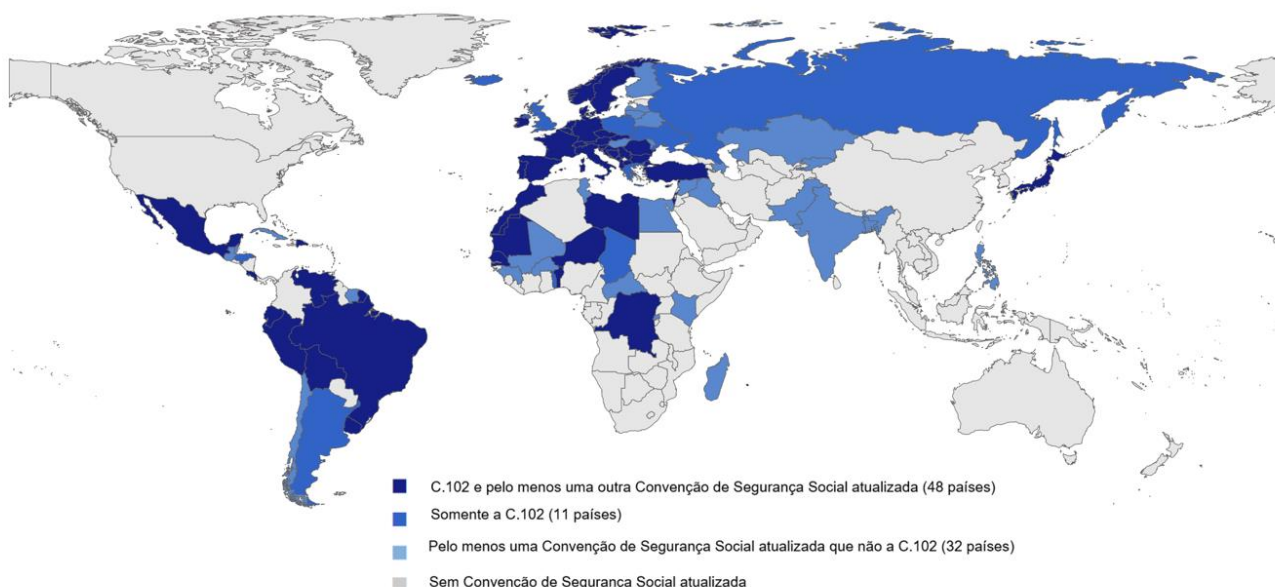 C.102 e pelo menos uma outra Convenção de Segurança Social atualizada (48 países)
Somente a C.102 (11 países)
Pelo menos uma Convenção de Segurança Social atualizada que não a C.102 (32 países)
Sem Convenção de Segurança Social atualizada